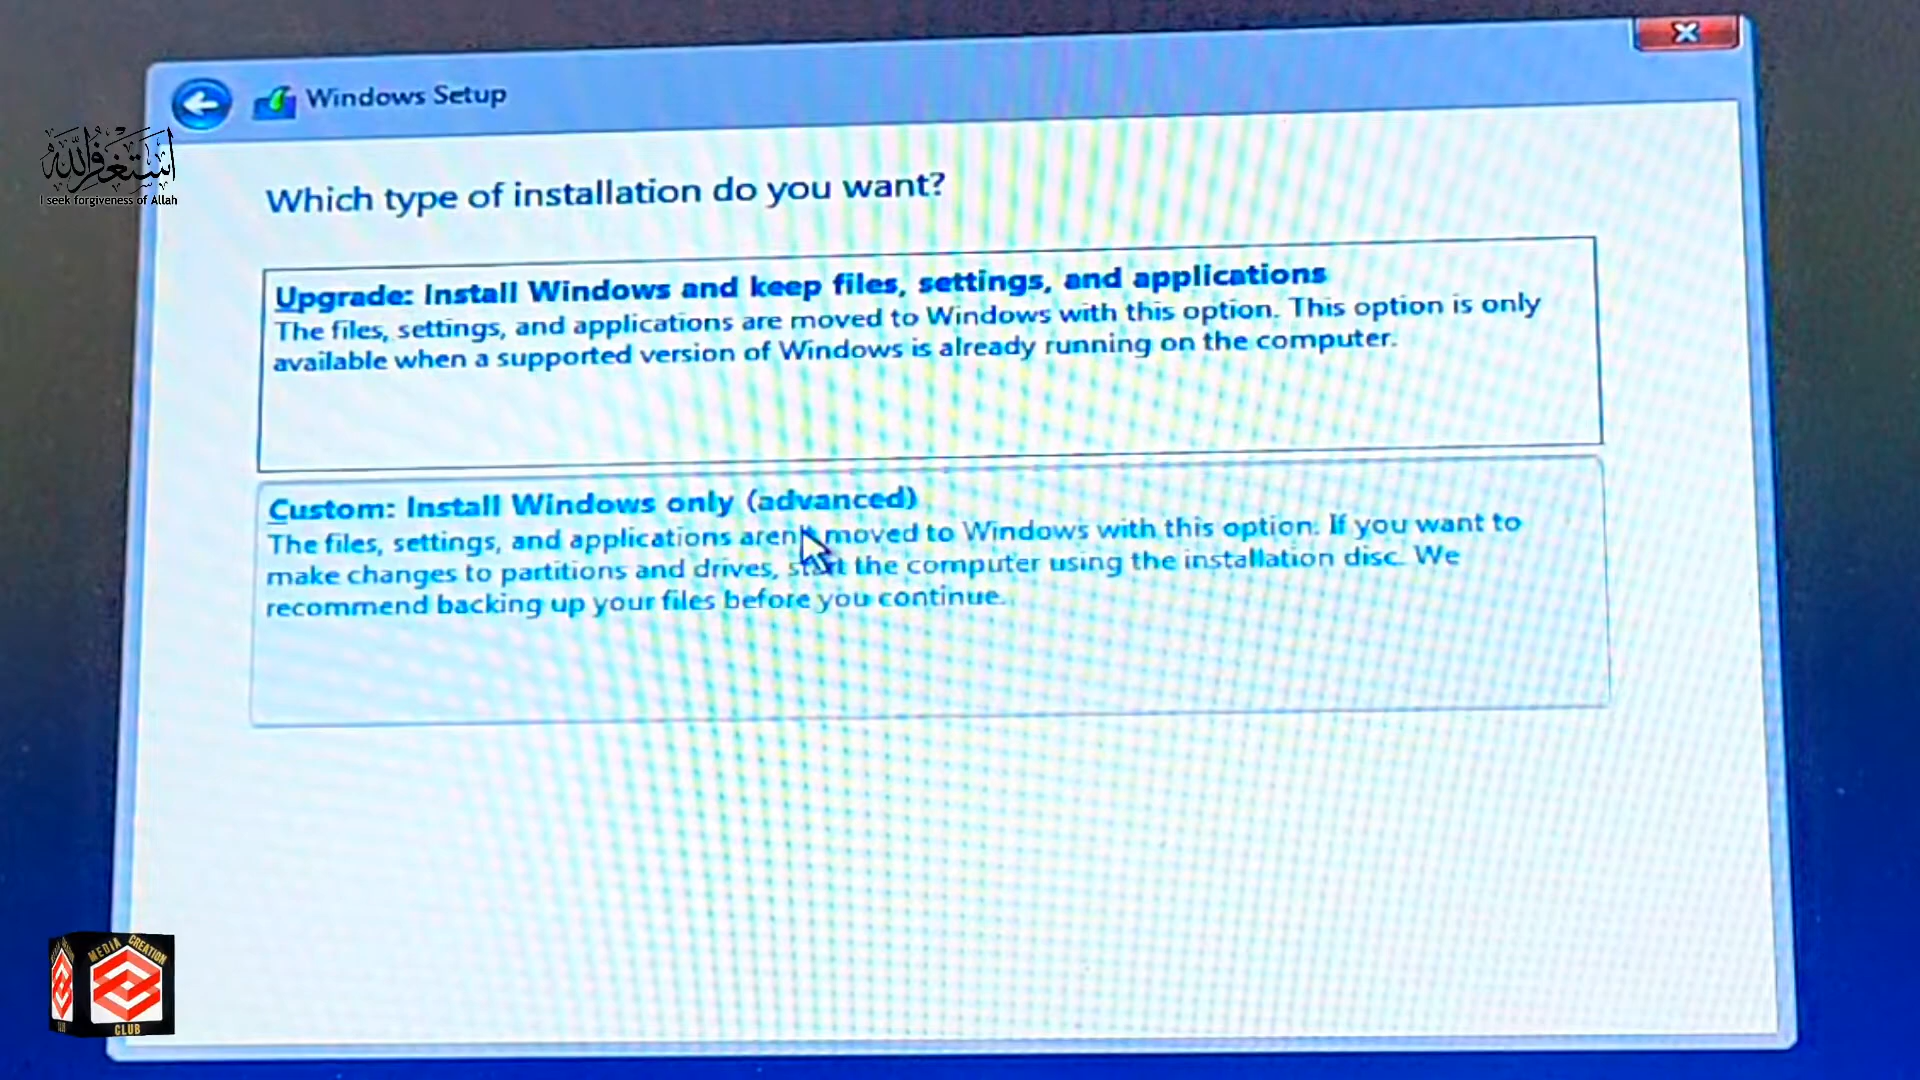 Windows Setup
أستغفر الله
I seek forgiveness of Allah
Which type of installation do you want?
Upgrade: Install Windows and keep files, settings, and applications
The files, settings, and applications are moved to Windows with this option. This option is only
available when a supported version of Windows is already running on the computer.
Custom: Install Windows only (advanced)
The files, settings, and applications aren't moved to Windows with this option. If you want to
make changes to partitions and drives, start the computer using the installation disc. We
recommend backing up your files before you continue.
MEDIA CREATION
CLUB